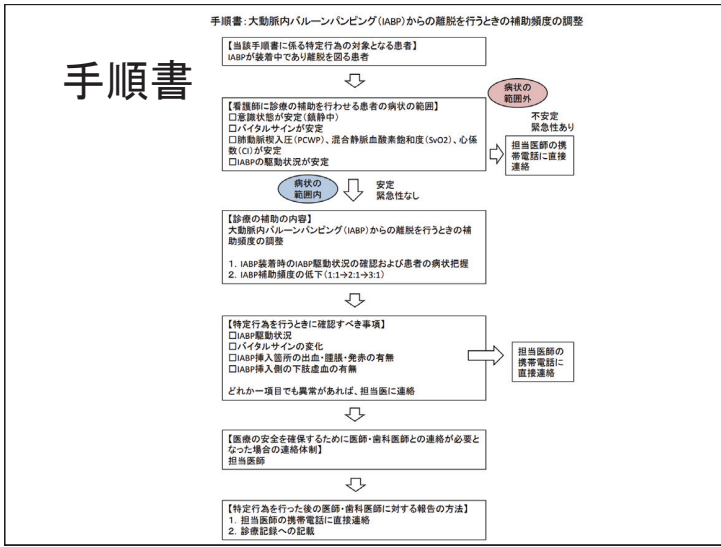 手順書：大動脈内バルーンパンピング（IABP）からの離脱を行うときの補助頻度の調整
手順書
【当該手順書に係る特定行為の対象となる患者】
IABPが装着中であり離脱を図る患者
病状の
範囲外
不安定
緊急性あり
【看護師に診療の補助を行わせる患者の病状の範囲】
□意識状態が安定（鎮静中）
□バイタルサインが安定
□肺動脈楔入圧（PCWP）、混合静脈血酸素飽和度（SvO2）、心係
数（CI）が安定
□IABPの駆動状況が安定
担当医師の携
帯電話に直接
連絡
病状の
範囲内
安定
緊急性なし
【診療の補助の内容】
大動脈内バルーンパンピング（IABP）からの離脱を行うときの補
助頻度の調整
1．IABP装着時のIABP駆動状況の確認および患者の病状把握
2．IABP補助頻度の低下（1:1→2:1→3:1）
【特定行為を行うときに確認すべき事項】
□IABP駆動状況
□バイタルサインの変化
□IABP挿入箇所の出血・腫脹・発赤の有無
□IABP挿入側の下肢虚血の有無
どれか一項目でも異常があれば、担当医に連絡
担当医師の
携帯電話に
直接連絡
【医療の安全を確保するために医師・歯科医師との連絡が必要と
なった場合の連絡体制】
担当医師
【特定行為を行った後の医師・歯科医師に対する報告の方法】
1．担当医師の携帯電話に直接連絡
2．診療記録への記載